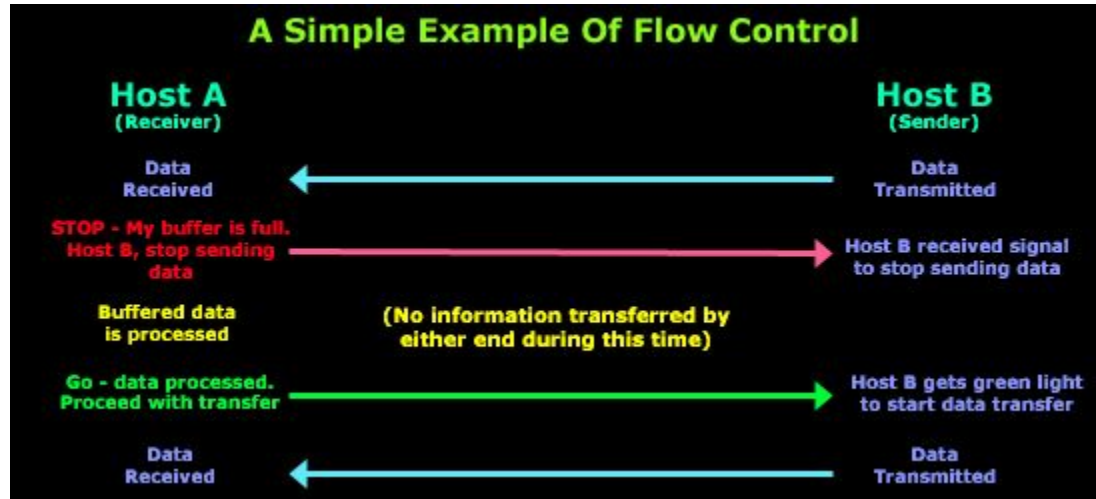 A Simple Example Of Flow Control
Host A
(Receiver)
Host B
(Sender)
Data
Received
Data
Transmitted
STOP - My buffer is full.
Host B, stop sending
data
Host B received signal
to stop sending data
Buffered data
is processed
(No information transferred by
either end during this time)
Go - data processed.
Proceed with transfer
Host B gets green light
to start data transfer
Data
Received
Data
Transmitted